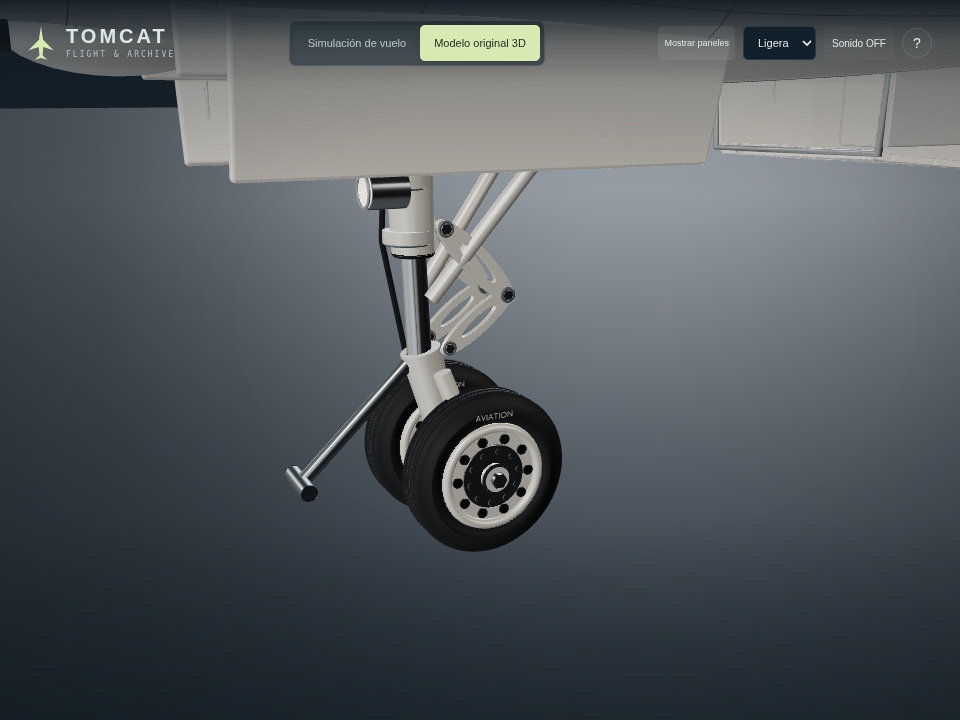 TOMCAT
FLIGHT & ARCHIVE
Simulación de vuelo
Modelo original 3D
Mostrar paneles
Ligera
Sonido OFF
?
AVIATION